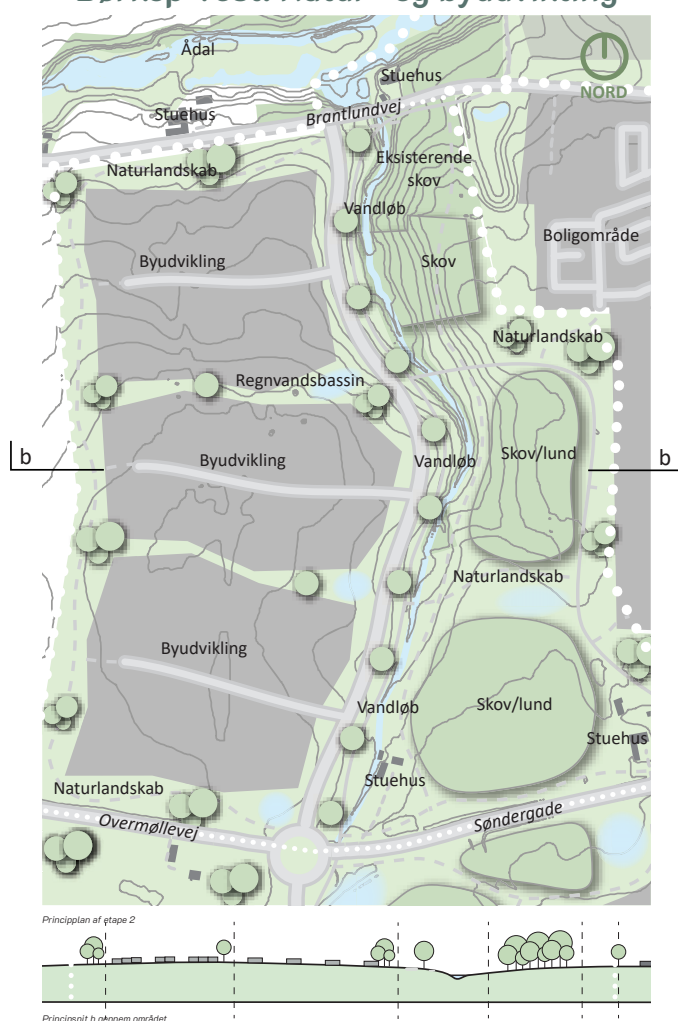 Børkop Vest: Natur- og byudvikling
Ådal
Stuehus
NORD
Stuehus
Brantlundvej
Eksisterende
skov
Naturlandskab
Vandløb
Boligområde
Byudvikling
Skov
Naturlandskab
Regnvandsbassin
b
Byudvikling
Vandløb
Skov/lund
b
Naturlandskab
Byudvikling
Vandløb
Skov/lund
Stuehus
Stuehus
Naturlandskab
Overmøllevej
Søndergade
Principplan af etape 2
Principsnit b gennem området